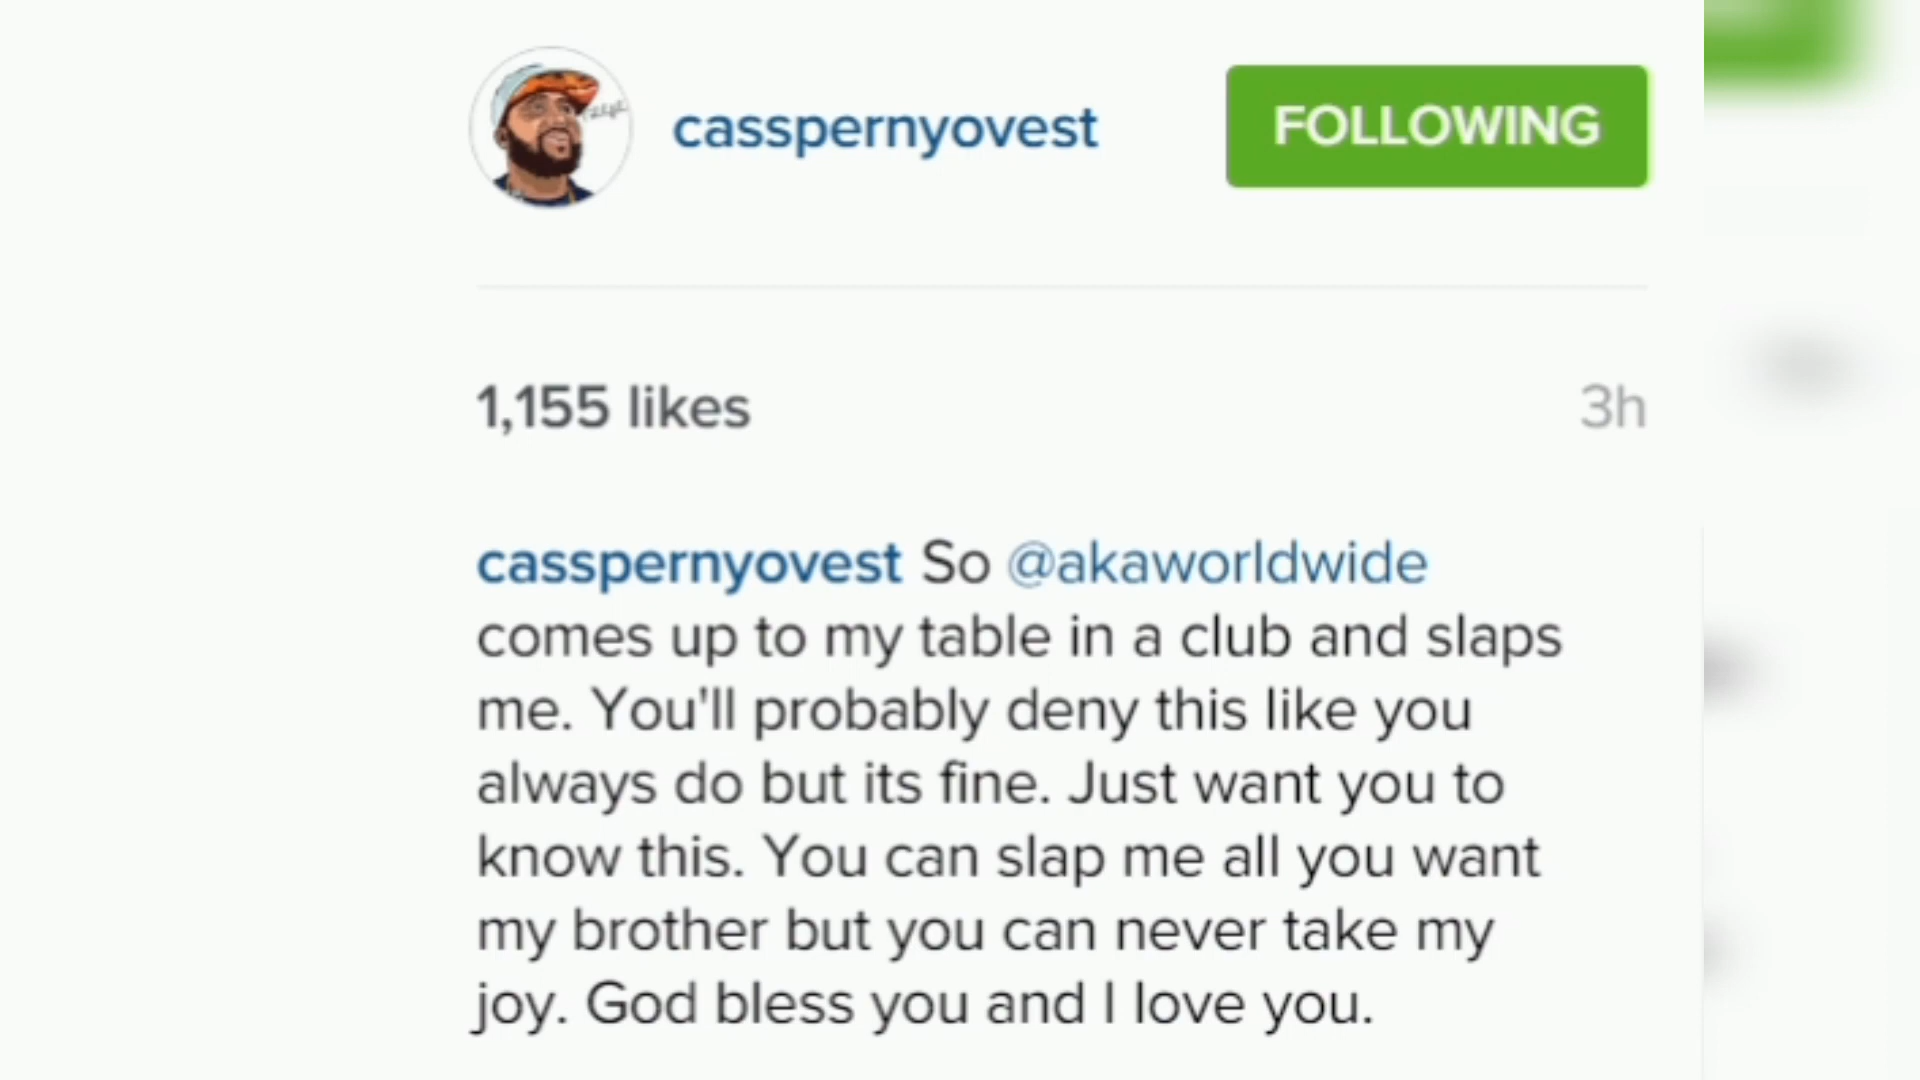 casspernyovest
FOLLOWING
1,155 likes
3h
casspernyovest So @akaworldwide
comes up to my table in a club and slaps
me. You'll probably deny this like you
always do but its fine. Just want you to
know this. You can slap me all you want
my brother but you can never take my
joy. God bless you and I love you.